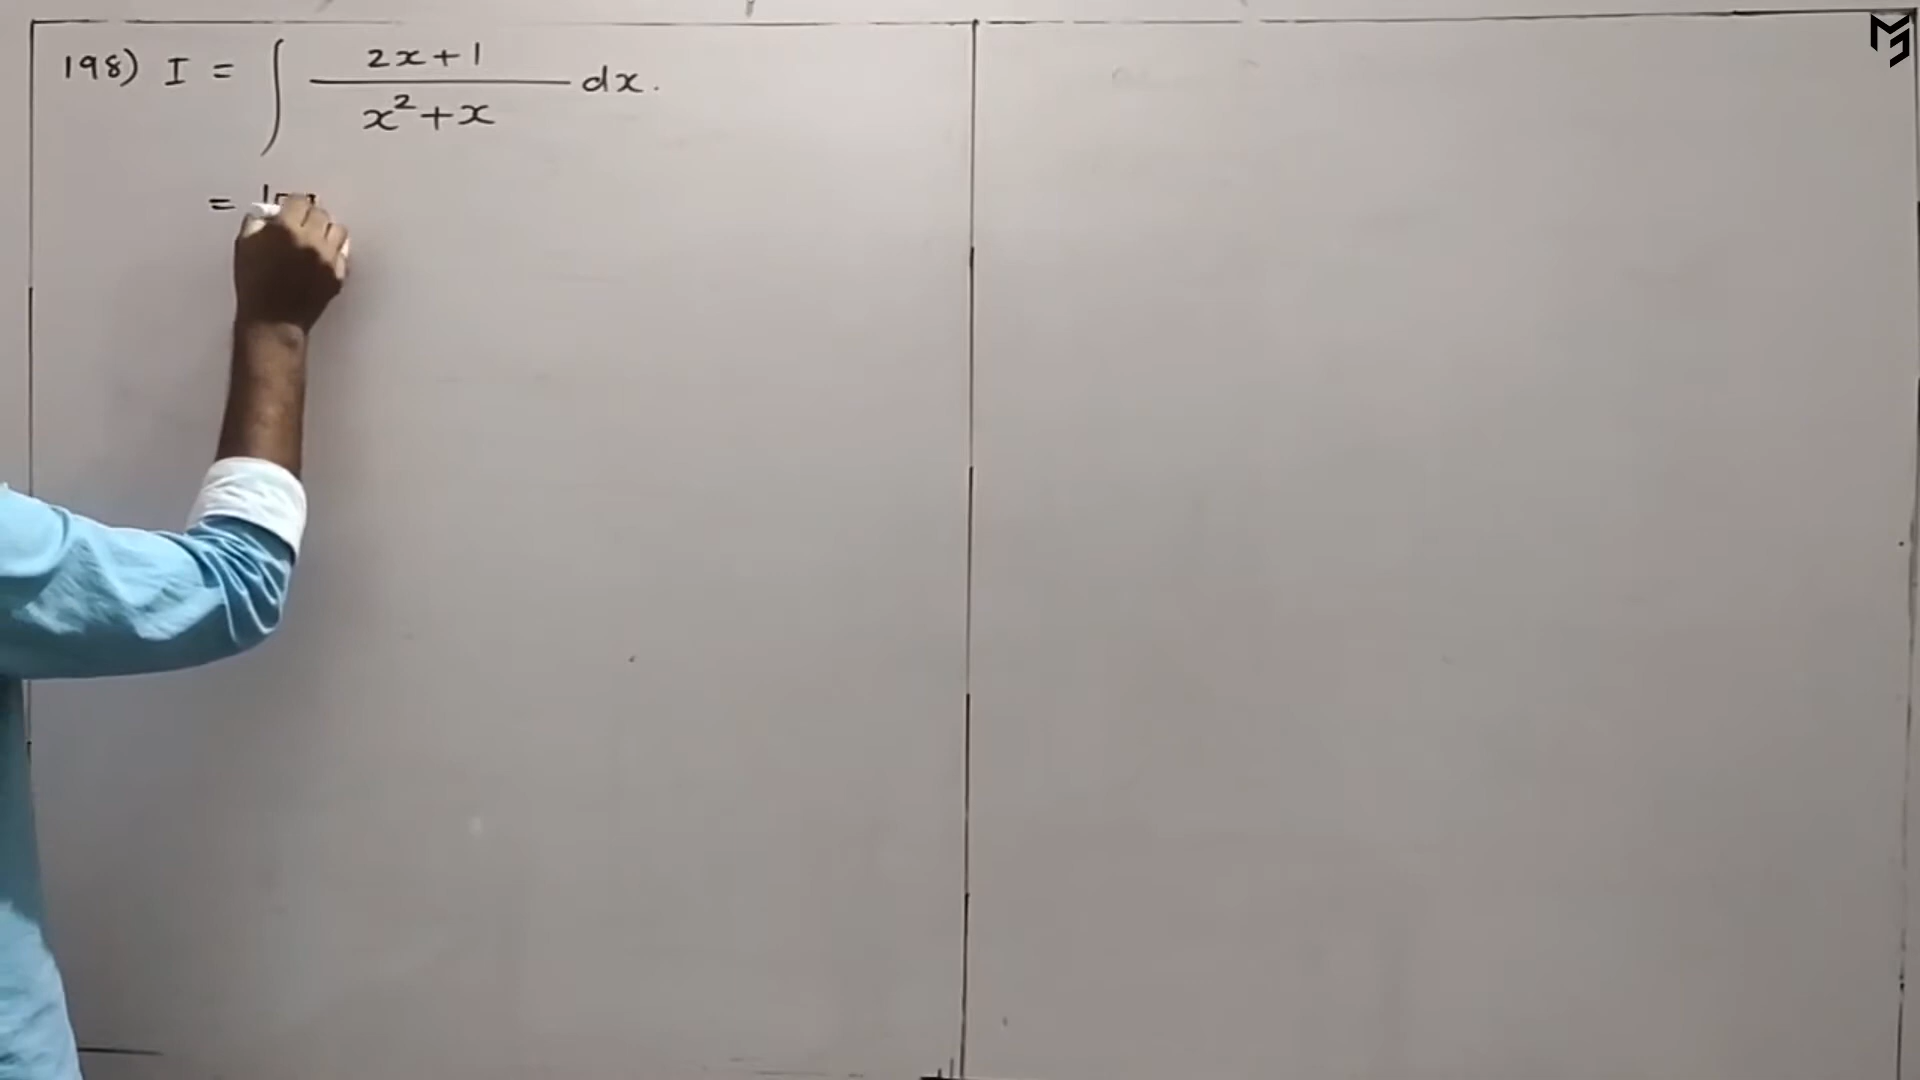 198) I = ∫ (2x+1)/(x²+x) dx.
=